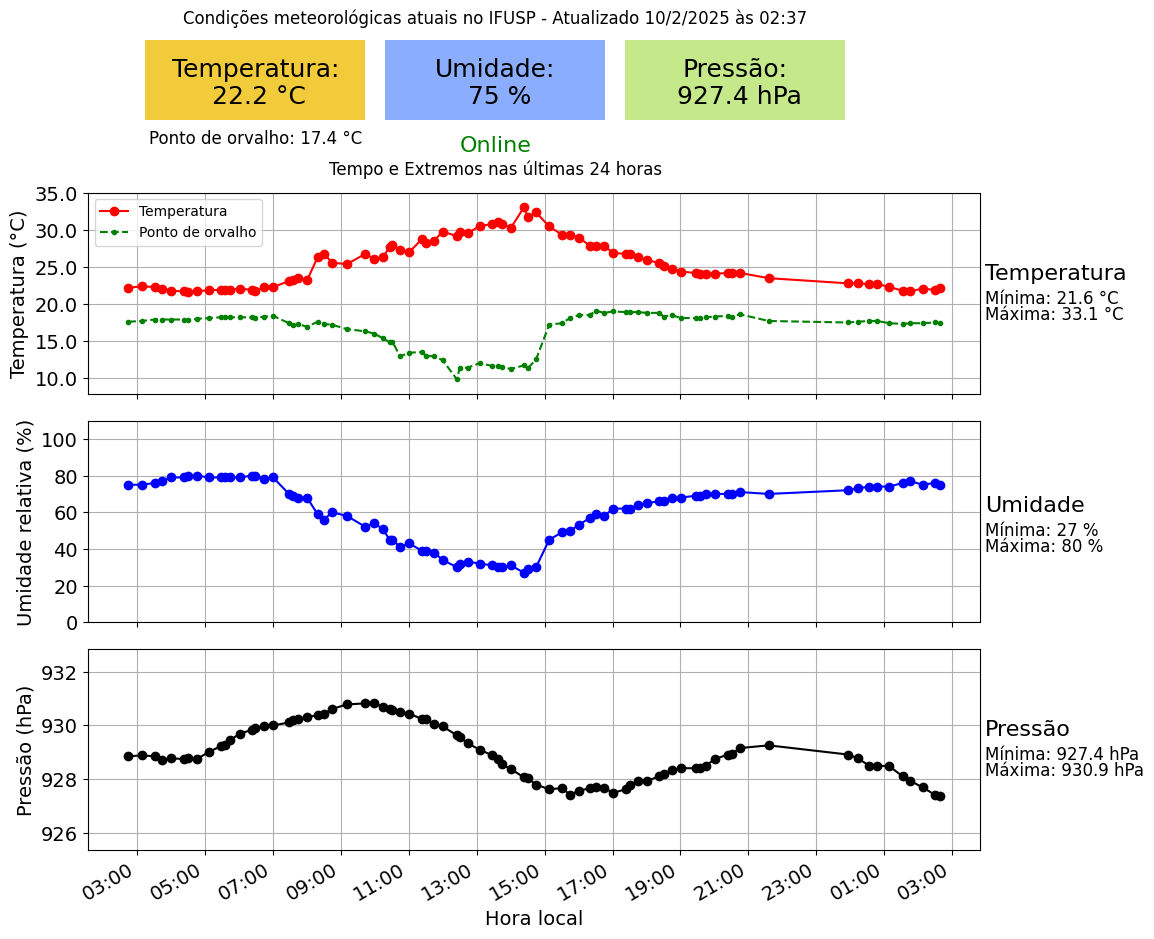 Condições meteorológicas atuais no IFUSP - Atualizado 10/2/2025 às 02:37
Temperatura:
22.2 °C
Umidade:
75 %
Pressão:
927.4 hPa
Ponto de orvalho: 17.4 °C
Online
Tempo e Extremos nas últimas 24 horas
Temperatura (°C)
35.0
30.0
25.0
20.0
15.0
10.0
Temperatura
Ponto de orvalho
Temperatura
Mínima: 21.6 °C
Máxima: 33.1 °C
Umidade relativa (%)
100
80
60
40
20
0
Umidade
Mínima: 27 %
Máxima: 80 %
Pressão (hPa)
932
930
928
926
Pressão
Mínima: 927.4 hPa
Máxima: 930.9 hPa
03:00 05:00 07:00 09:00 11:00 13:00 15:00 17:00 19:00 21:00 23:00 01:00 03:00
Hora local